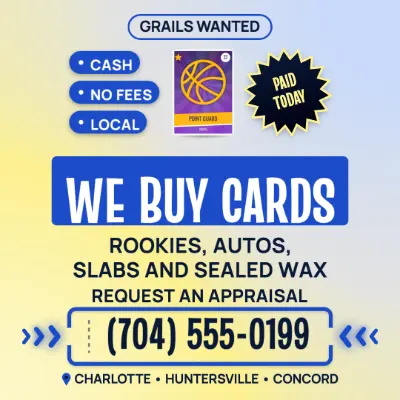 GRAILS WANTED
• CASH
• NO FEES
• LOCAL
POINT GUARD
PAID
TODAY
WE BUY CARDS
ROOKIES, AUTOS,
SLABS AND SEALED WAX
REQUEST AN APPRAISAL
(704) 555-0199
CHARLOTTE • HUNTERSVILLE • CONCORD